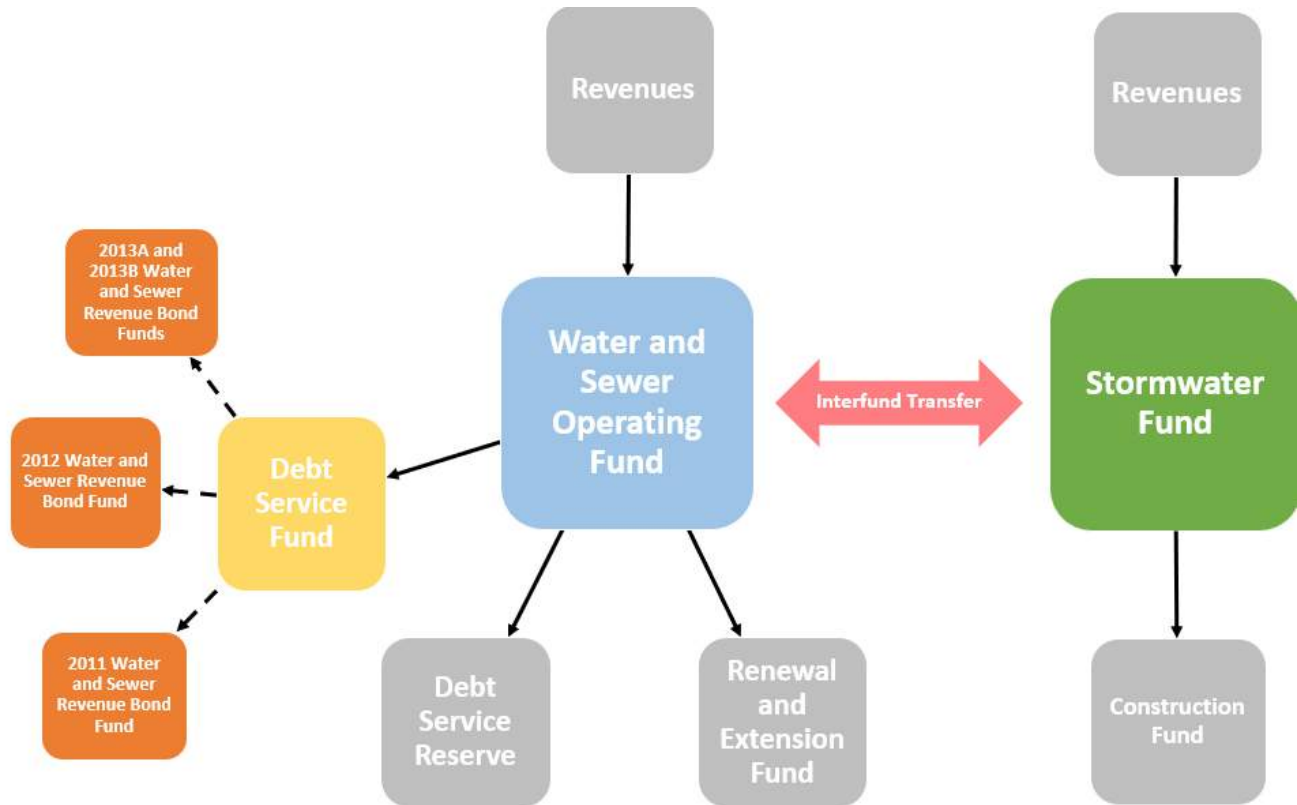 Revenues
Revenues
2013A and
2013B Water
and Sewer
Revenue Bond
Funds
Water and
Sewer
Operating
Fund
Interfund Transfer
Stormwater
Fund
2012 Water and
Sewer Revenue
Bond Fund
Debt
Service
Fund
2011 Water
and Sewer
Revenue Bond
Fund
Debt
Service
Reserve
Renewal
and
Extension
Fund
Construction
Fund